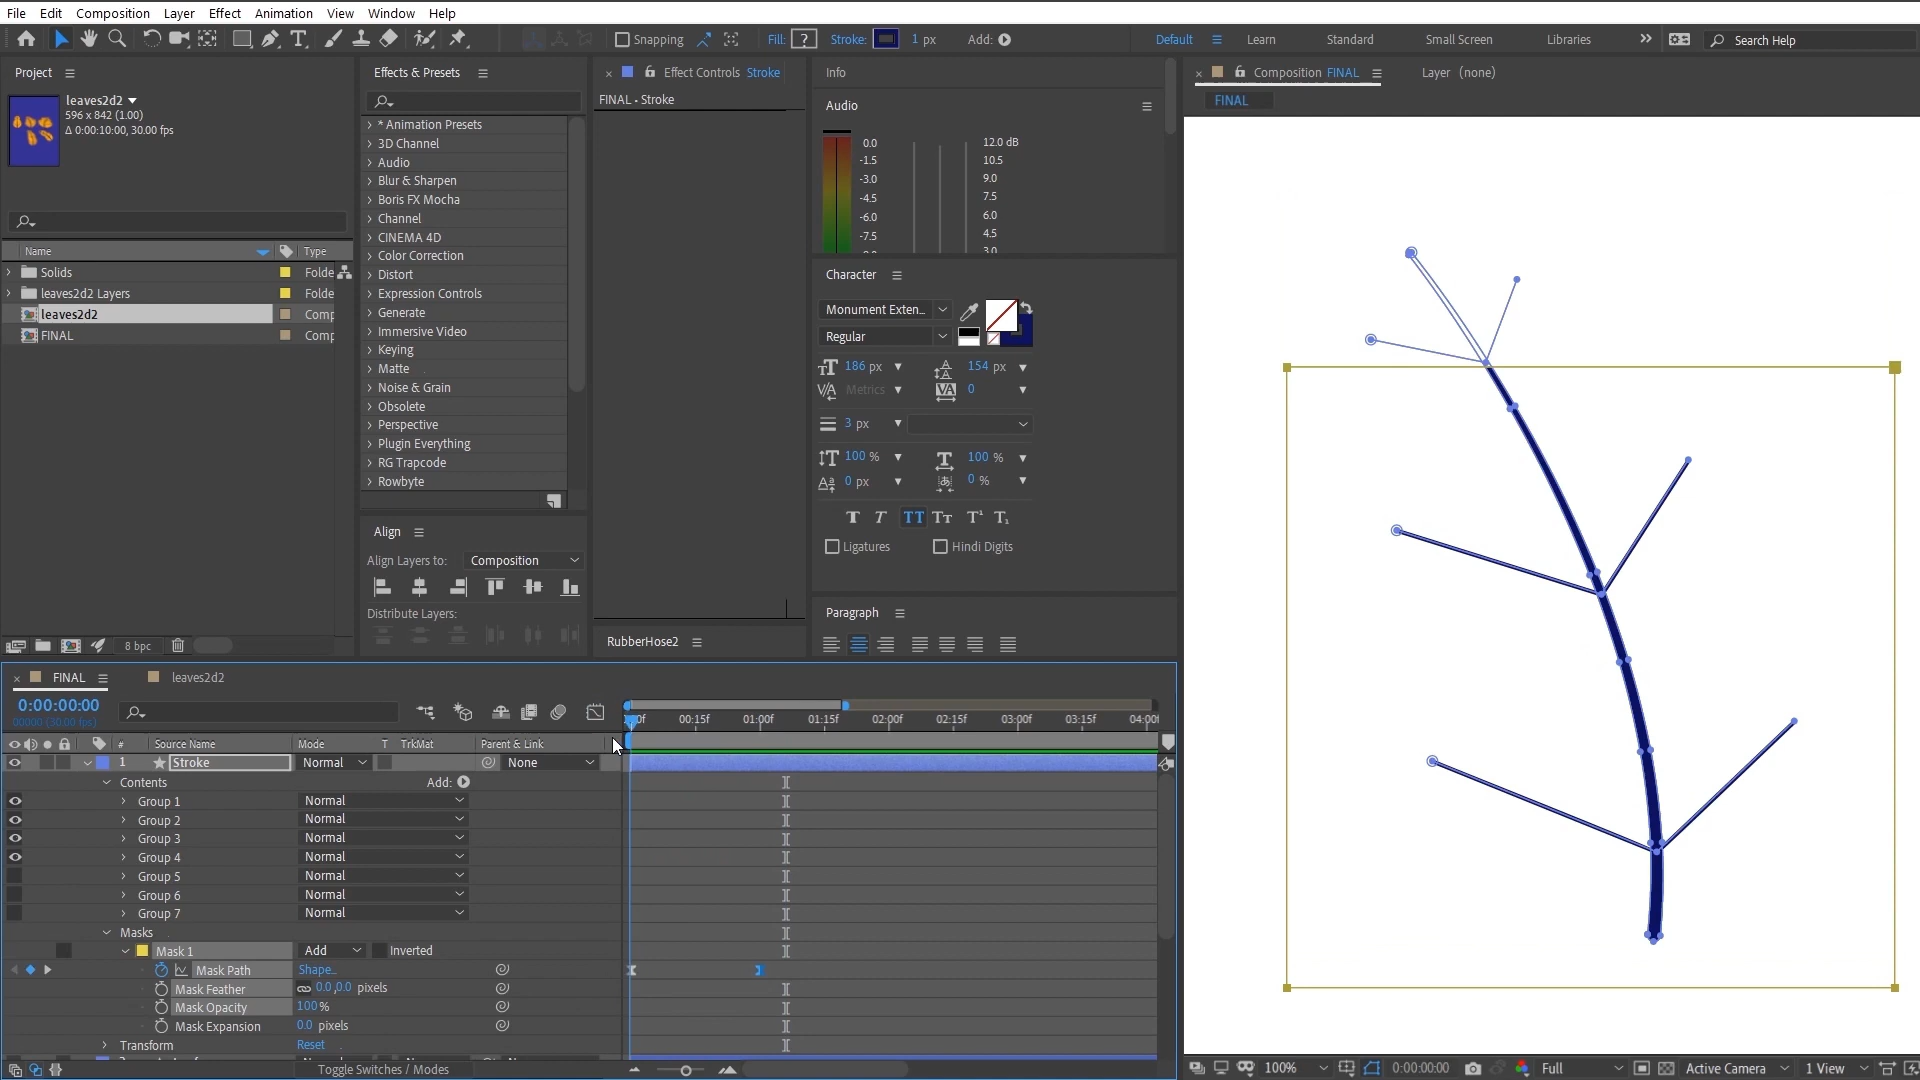 File Edit Composition Layer Effect Animation View Window Help
Snapping Fill: ? Stroke: 1 px Add: Default Learn Standard Small Screen Libraries Search Help
Project
leaves2d2
596 x 842 (1.00)
Δ 0:00:10:00, 30.00 fps
Name Type
Solids Folde
leaves2d2 Layers Folde
leaves2d2 Comp
FINAL Comp
8 bpc
Effects & Presets
* Animation Presets
3D Channel
Audio
Blur & Sharpen
Boris FX Mocha
Channel
CINEMA 4D
Color Correction
Distort
Expression Controls
Generate
Immersive Video
Keying
Matte
Noise & Grain
Obsolete
Perspective
Plugin Everything
RG Trapcode
Rowbyte
Align
Align Layers to: Composition
Distribute Layers:
Effect Controls Stroke
FINAL • Stroke
RubberHose2
Info
Audio
0.0 12.0 dB
-1.5 10.5
-3.0 9.0
-4.5 7.5
-6.0 6.0
-7.5 4.5
3.0
Character
Monument Exten...
Regular
186 px 154 px
Metrics 0
3 px
100 % 100 %
0 px 0 %
T T TT Tт T¹ T₁
Ligatures Hindi Digits
Paragraph
Composition FINAL Layer (none)
FINAL
100% 0:00:00:00 Full Active Camera 1 View
FINAL leaves2d2
0:00:00:00
00000 (30.00 fps)
00:15f 01:00f 01:15f 02:00f 02:15f 03:00f 03:15f 04:00f
# Source Name Mode T TrkMat Parent & Link
1 Stroke Normal None
Contents Add:
Group 1 Normal
Group 2 Normal
Group 3 Normal
Group 4 Normal
Group 5 Normal
Group 6 Normal
Group 7 Normal
Masks
Mask 1 Add Inverted
Mask Path Shape...
Mask Feather 0.0,0.0 pixels
Mask Opacity 100%
Mask Expansion 0.0 pixels
Transform Reset
Toggle Switches / Modes